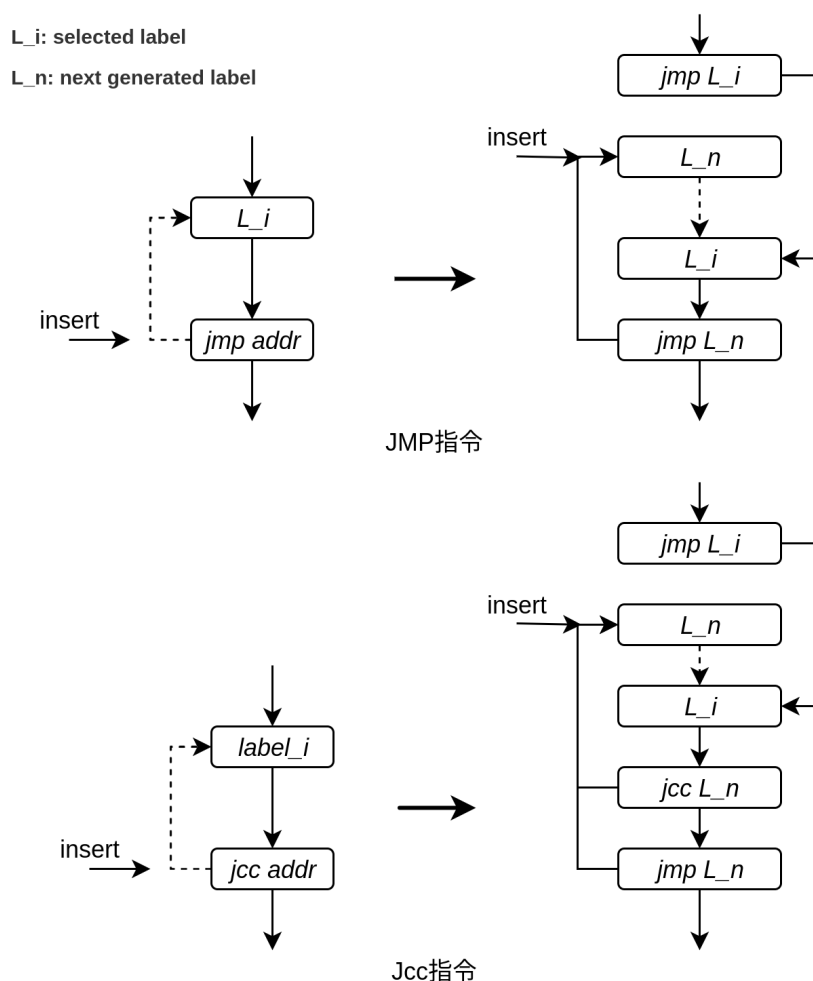 L_i: selected label
L_n: next generated label
jmp L_i
insert
L_n
L_i
L_i
insert
jmp addr
jmp L_n
JMP指令
jmp L_i
insert
L_n
label_i
L_i
jcc L_n
insert
jcc addr
jmp L_n
Jcc指令